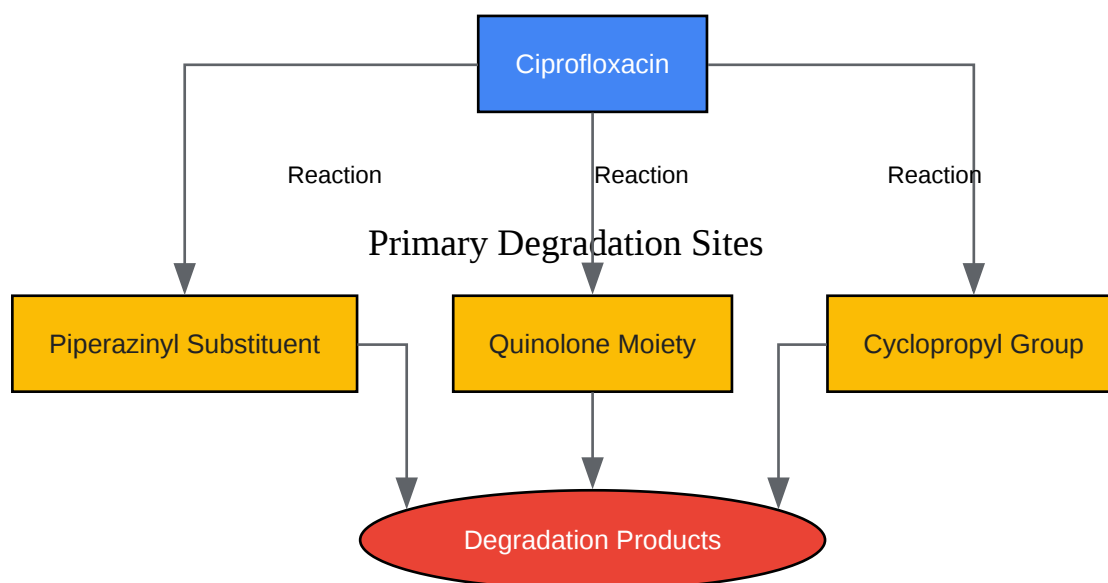 Ciprofloxacin
Reaction
Reaction
Reaction
Primary Degradation Sites
Piperazinyl Substituent
Quinolone Moiety
Cyclopropyl Group
Degradation Products